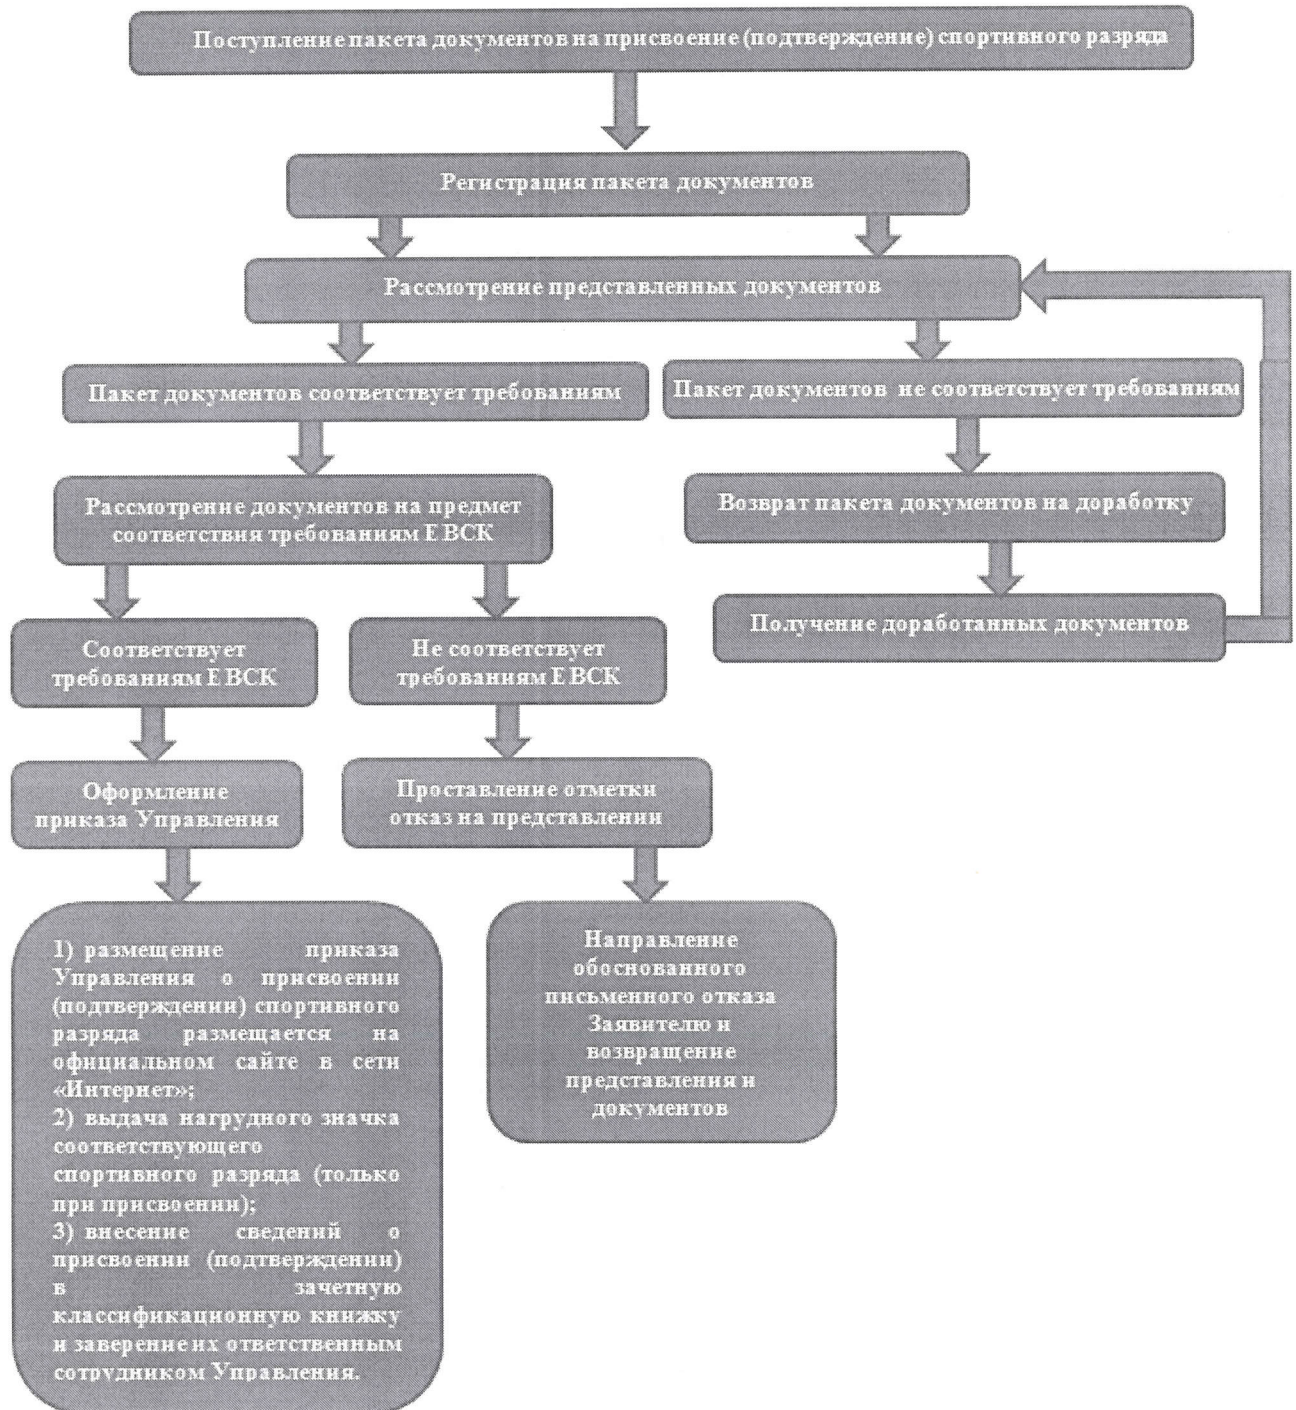 Поступление пакета документов на присвоение (подтверждение) спортивного разряда
Регистрация пакета документов
Рассмотрение представленных документов
Пакет документов соответствует требованиям
Пакет документов не соответствует требованиям
Рассмотрение документов на предмет
соответствия требованиям ЕВСК
Возврат пакета документов на доработку
Получение доработанных документов
Соответствует
требованиям ЕВСК
Не соответствует
требованиям ЕВСК
Оформление
приказа Управления
Проставление отметки
отказ на представлении
1) размещение приказа
Управления о присвоении
(подтверждении) спортивного
разряда размещается на
официальном сайте в сети
«Интернет»;
2) выдача нагрудного значка
соответствующего
спортивного разряда (только
при присвоении);
3) внесение сведений о
присвоении (подтверждении)
в зачетную
классификационную книжку
и заверение их ответственным
сотрудником Управления.
Направление
обоснованного
письменного отказа
Заявителю и
возвращение
представления и
документов